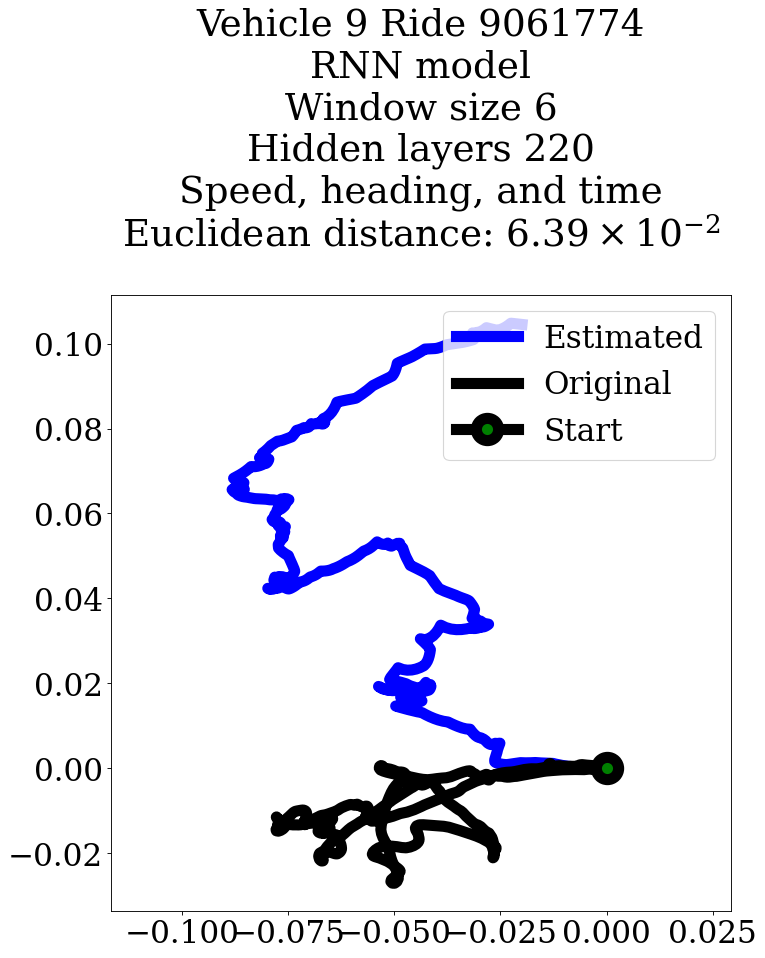 Vehicle 9 Ride 9061774
RNN model
Window size 6
Hidden layers 220
Speed, heading, and time
Euclidean distance: 6.39 × 10⁻²
Estimated
Original
Start
0.10
0.08
0.06
0.04
0.02
0.00
−0.02
−0.100 −0.075 −0.050 −0.025 0.000 0.025